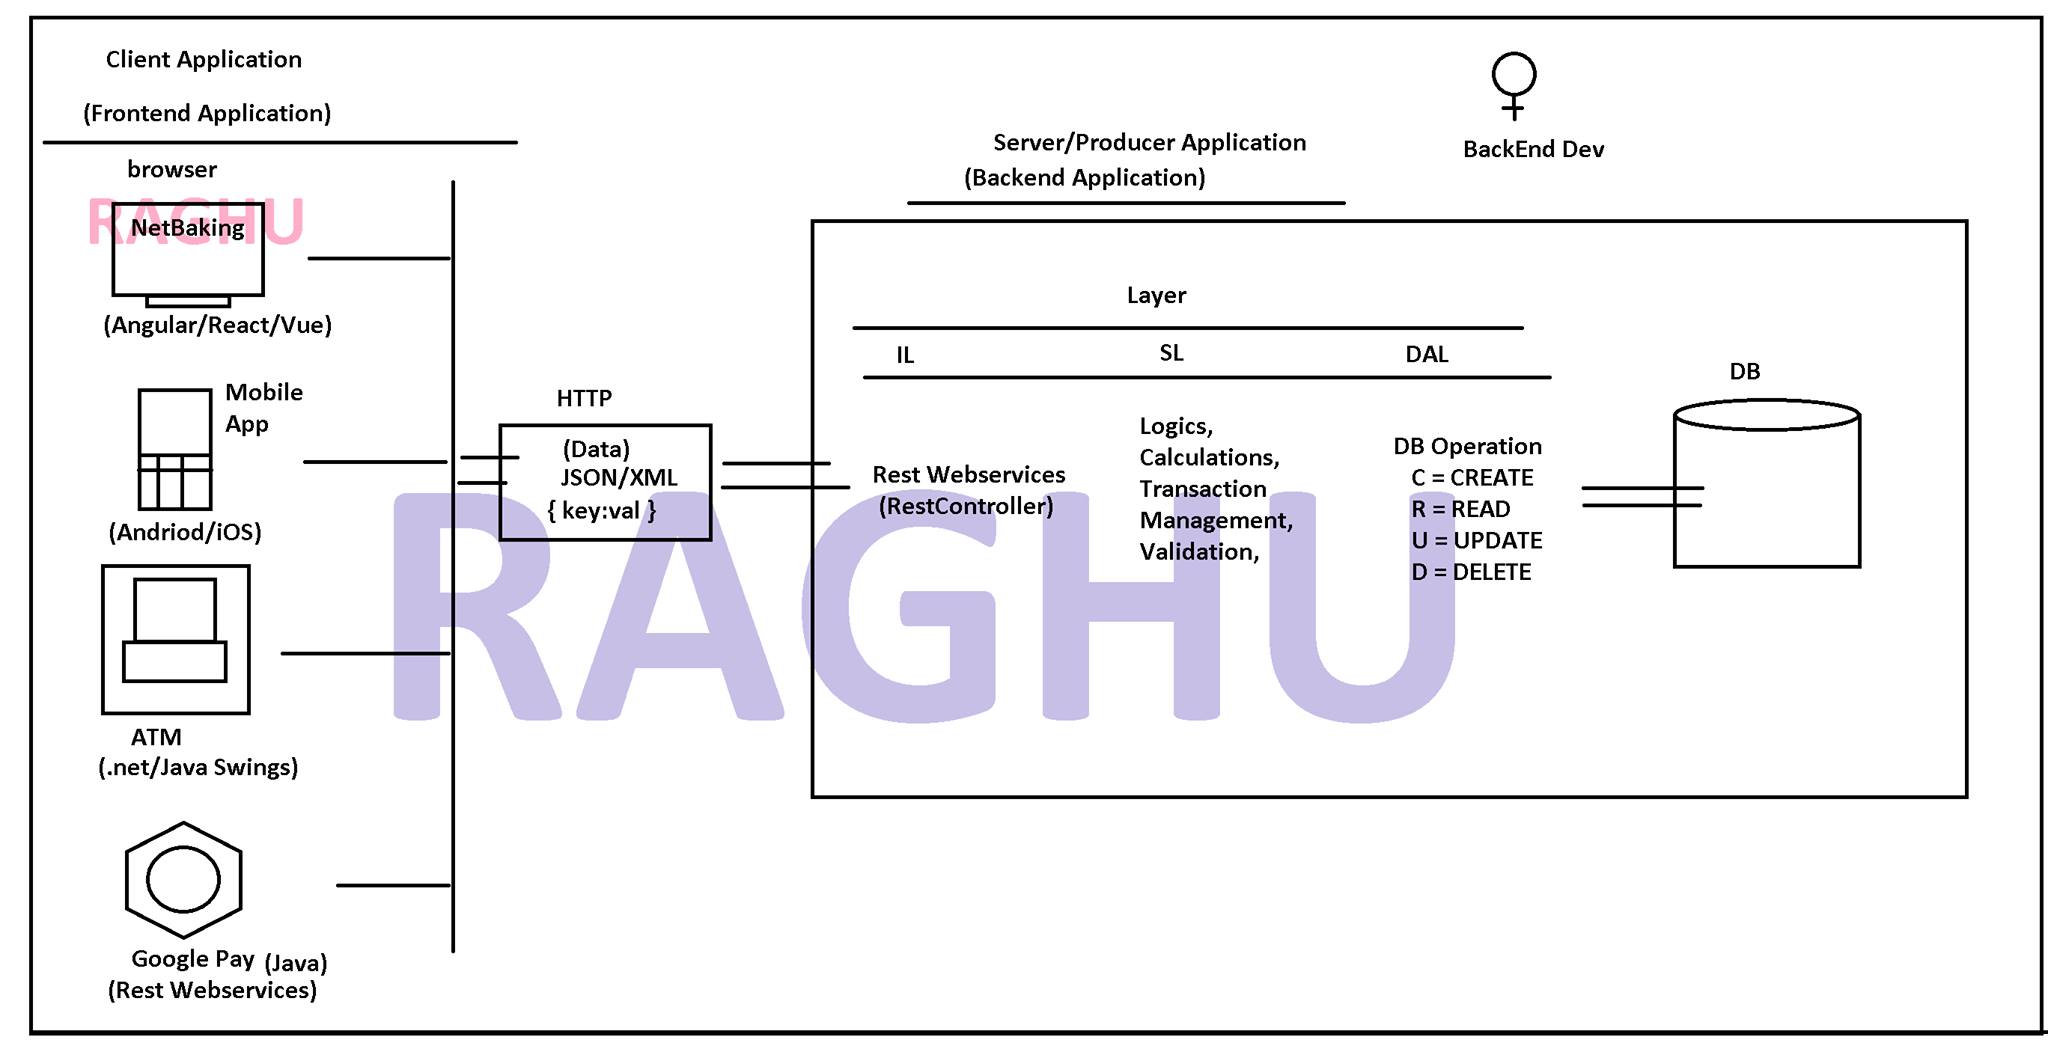 Client Application
(Frontend Application)
browser
RAGHU
NetBaking
(Angular/React/Vue)
Mobile
App
(Andriod/iOS)
ATM
(.net/Java Swings)
Google Pay (Java)
(Rest Webservices)
HTTP
(Data)
JSON/XML
{ key:val }
Server/Producer Application
(Backend Application)
BackEnd Dev
Layer
IL SL DAL
Rest Webservices
(RestController)
Logics,
Calculations,
Transaction
Management,
Validation,
DB Operation
C = CREATE
R = READ
U = UPDATE
D = DELETE
DB
RAGHU